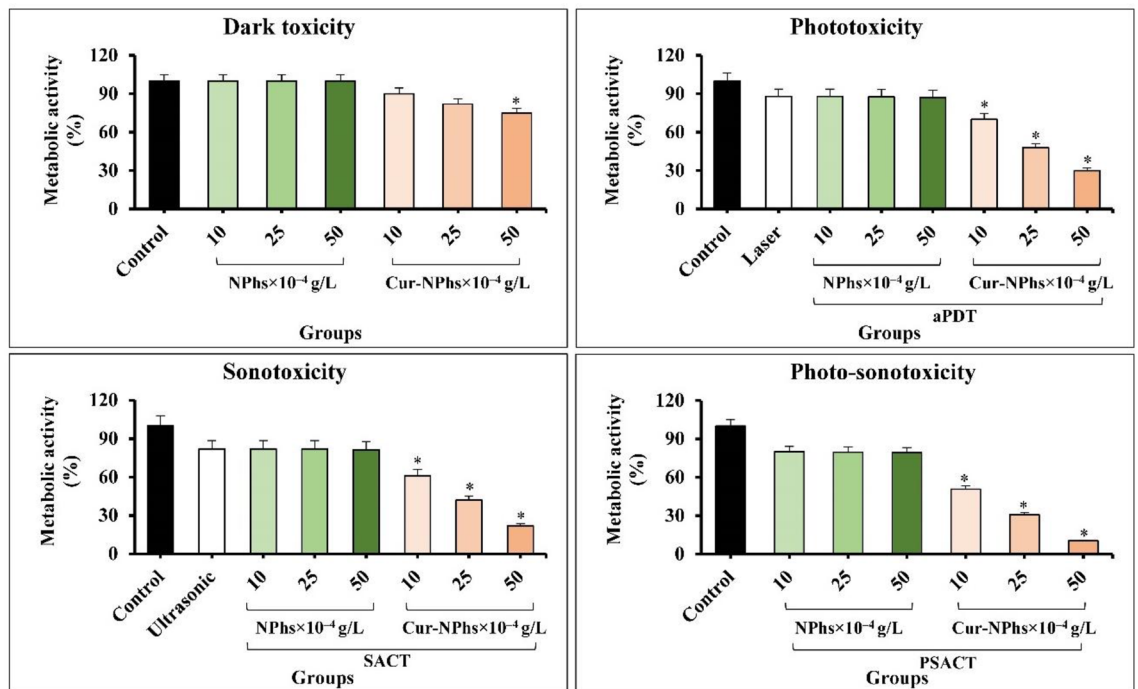 Dark toxicity
Metabolic activity
(%)
120
90
60
30
0
*
Control
10
25
50
10
25
50
NPhs×10⁻⁴ g/L
Cur-NPhs×10⁻⁴ g/L
Groups
Phototoxicity
Metabolic activity
(%)
120
90
60
30
0
*
*
*
Control
Laser
10
25
50
10
25
50
NPhs×10⁻⁴ g/L
Cur-NPhs×10⁻⁴ g/L
aPDT
Groups
Sonotoxicity
Metabolic activity
(%)
120
90
60
30
0
*
*
*
Control
Ultrasonic
10
25
50
10
25
50
NPhs×10⁻⁴ g/L
Cur-NPhs×10⁻⁴ g/L
SACT
Groups
Photo-sonotoxicity
Metabolic activity
(%)
120
90
60
30
0
*
*
*
Control
10
25
50
10
25
50
NPhs×10⁻⁴ g/L
Cur-NPhs×10⁻⁴ g/L
PSACT
Groups